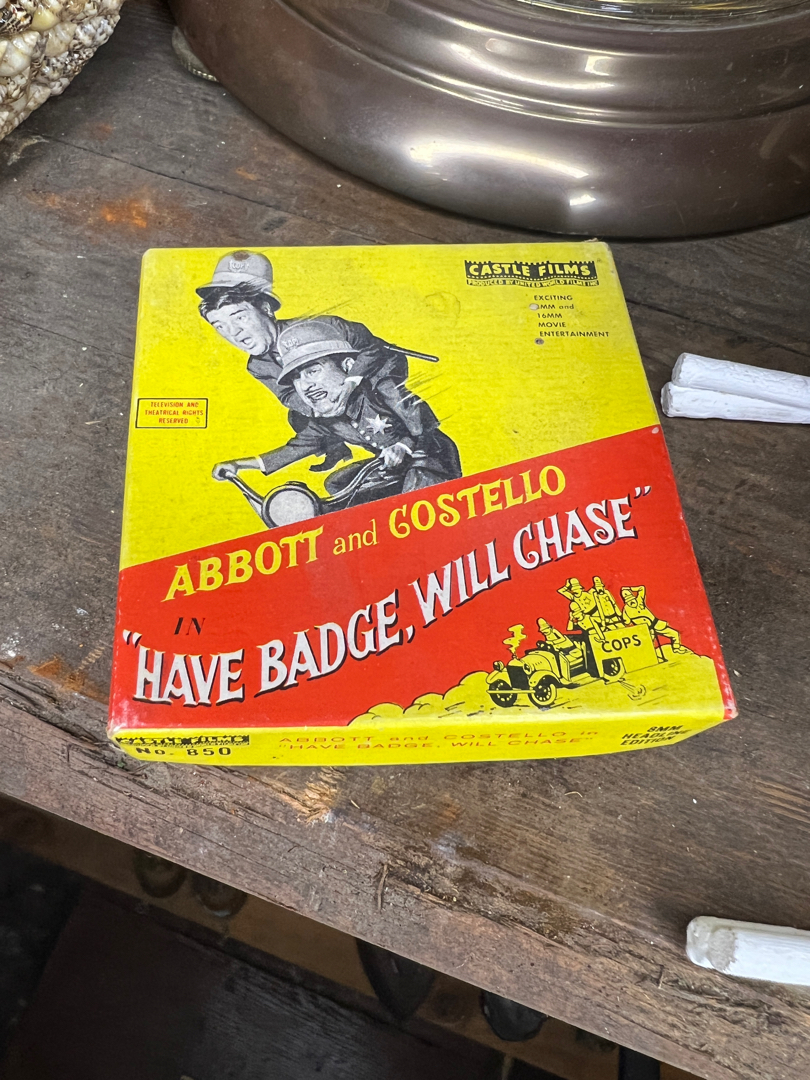 CASTLE FILMS
PRODUCED BY UNITED WORLD FILMS INC
EXCITING
8MM and
16MM
MOVIE
ENTERTAINMENT
TELEVISION AND
THEATRICAL RIGHTS
RESERVED
ABBOTT and COSTELLO
IN
"HAVE BADGE, WILL CHASE"
COPS
CASTLE FILMS
No. 850
ABBOTT and COSTELLO in
"HAVE BADGE, WILL CHASE"
8MM
HEADLINE
EDITION